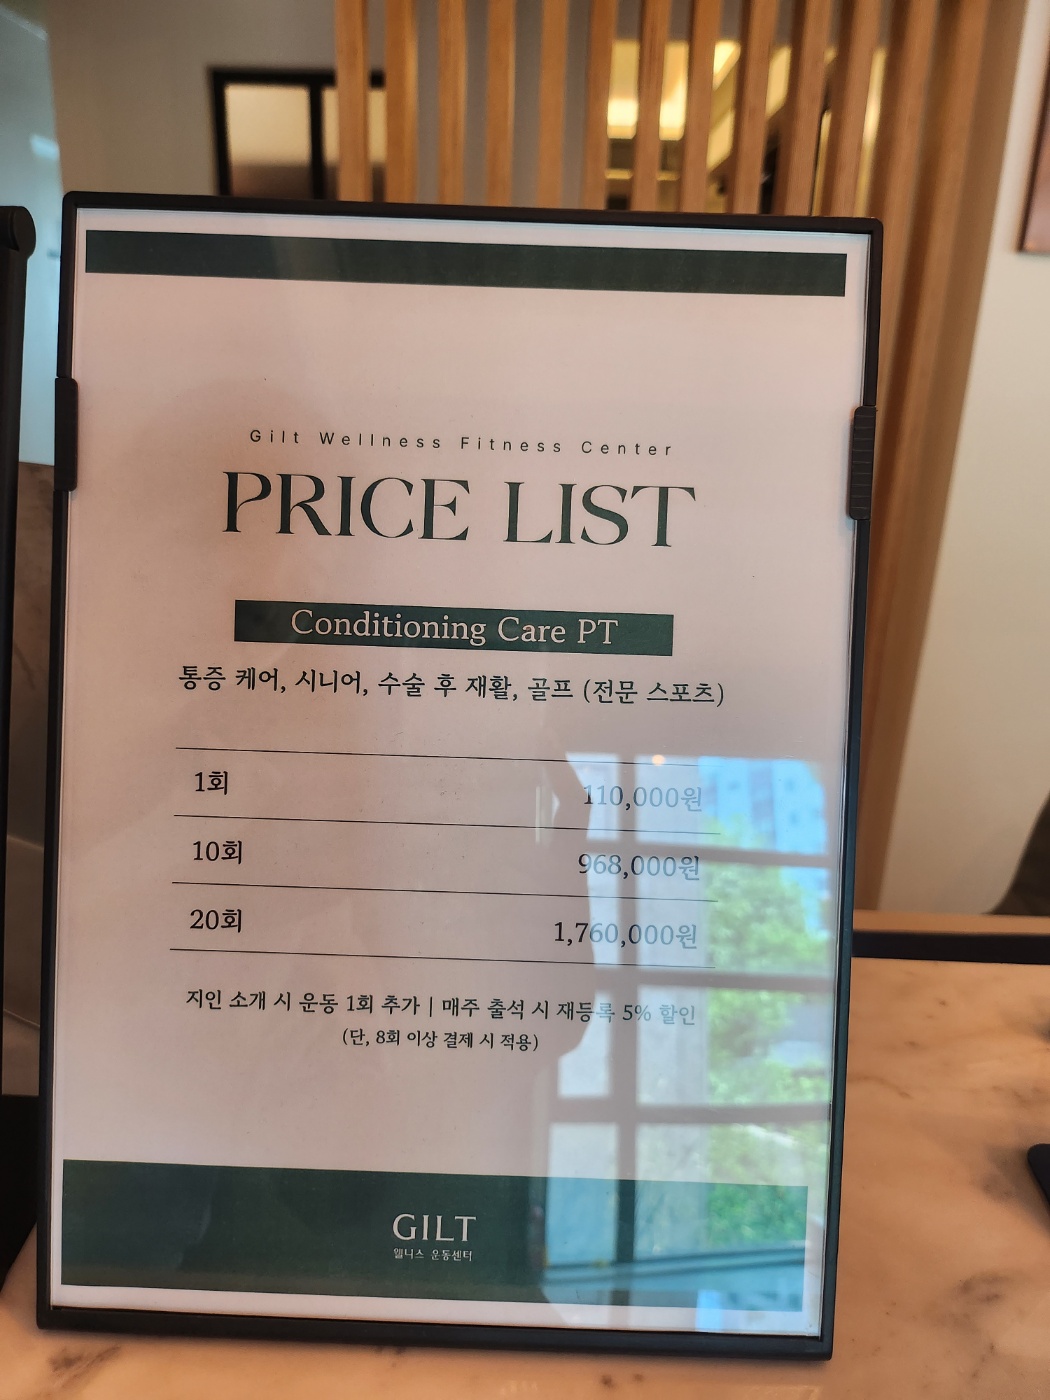 Gilt Wellness Fitness Center
PRICE LIST
Conditioning Care PT
통증 케어, 시니어, 수술 후 재활, 골프 (전문 스포츠)
1회 110,000원
10회 968,000원
20회 1,760,000원
지인 소개 시 운동 1회 추가 | 매주 출석 시 재등록 5% 할인
(단, 8회 이상 결제 시 적용)
GILT
웰니스 운동센터